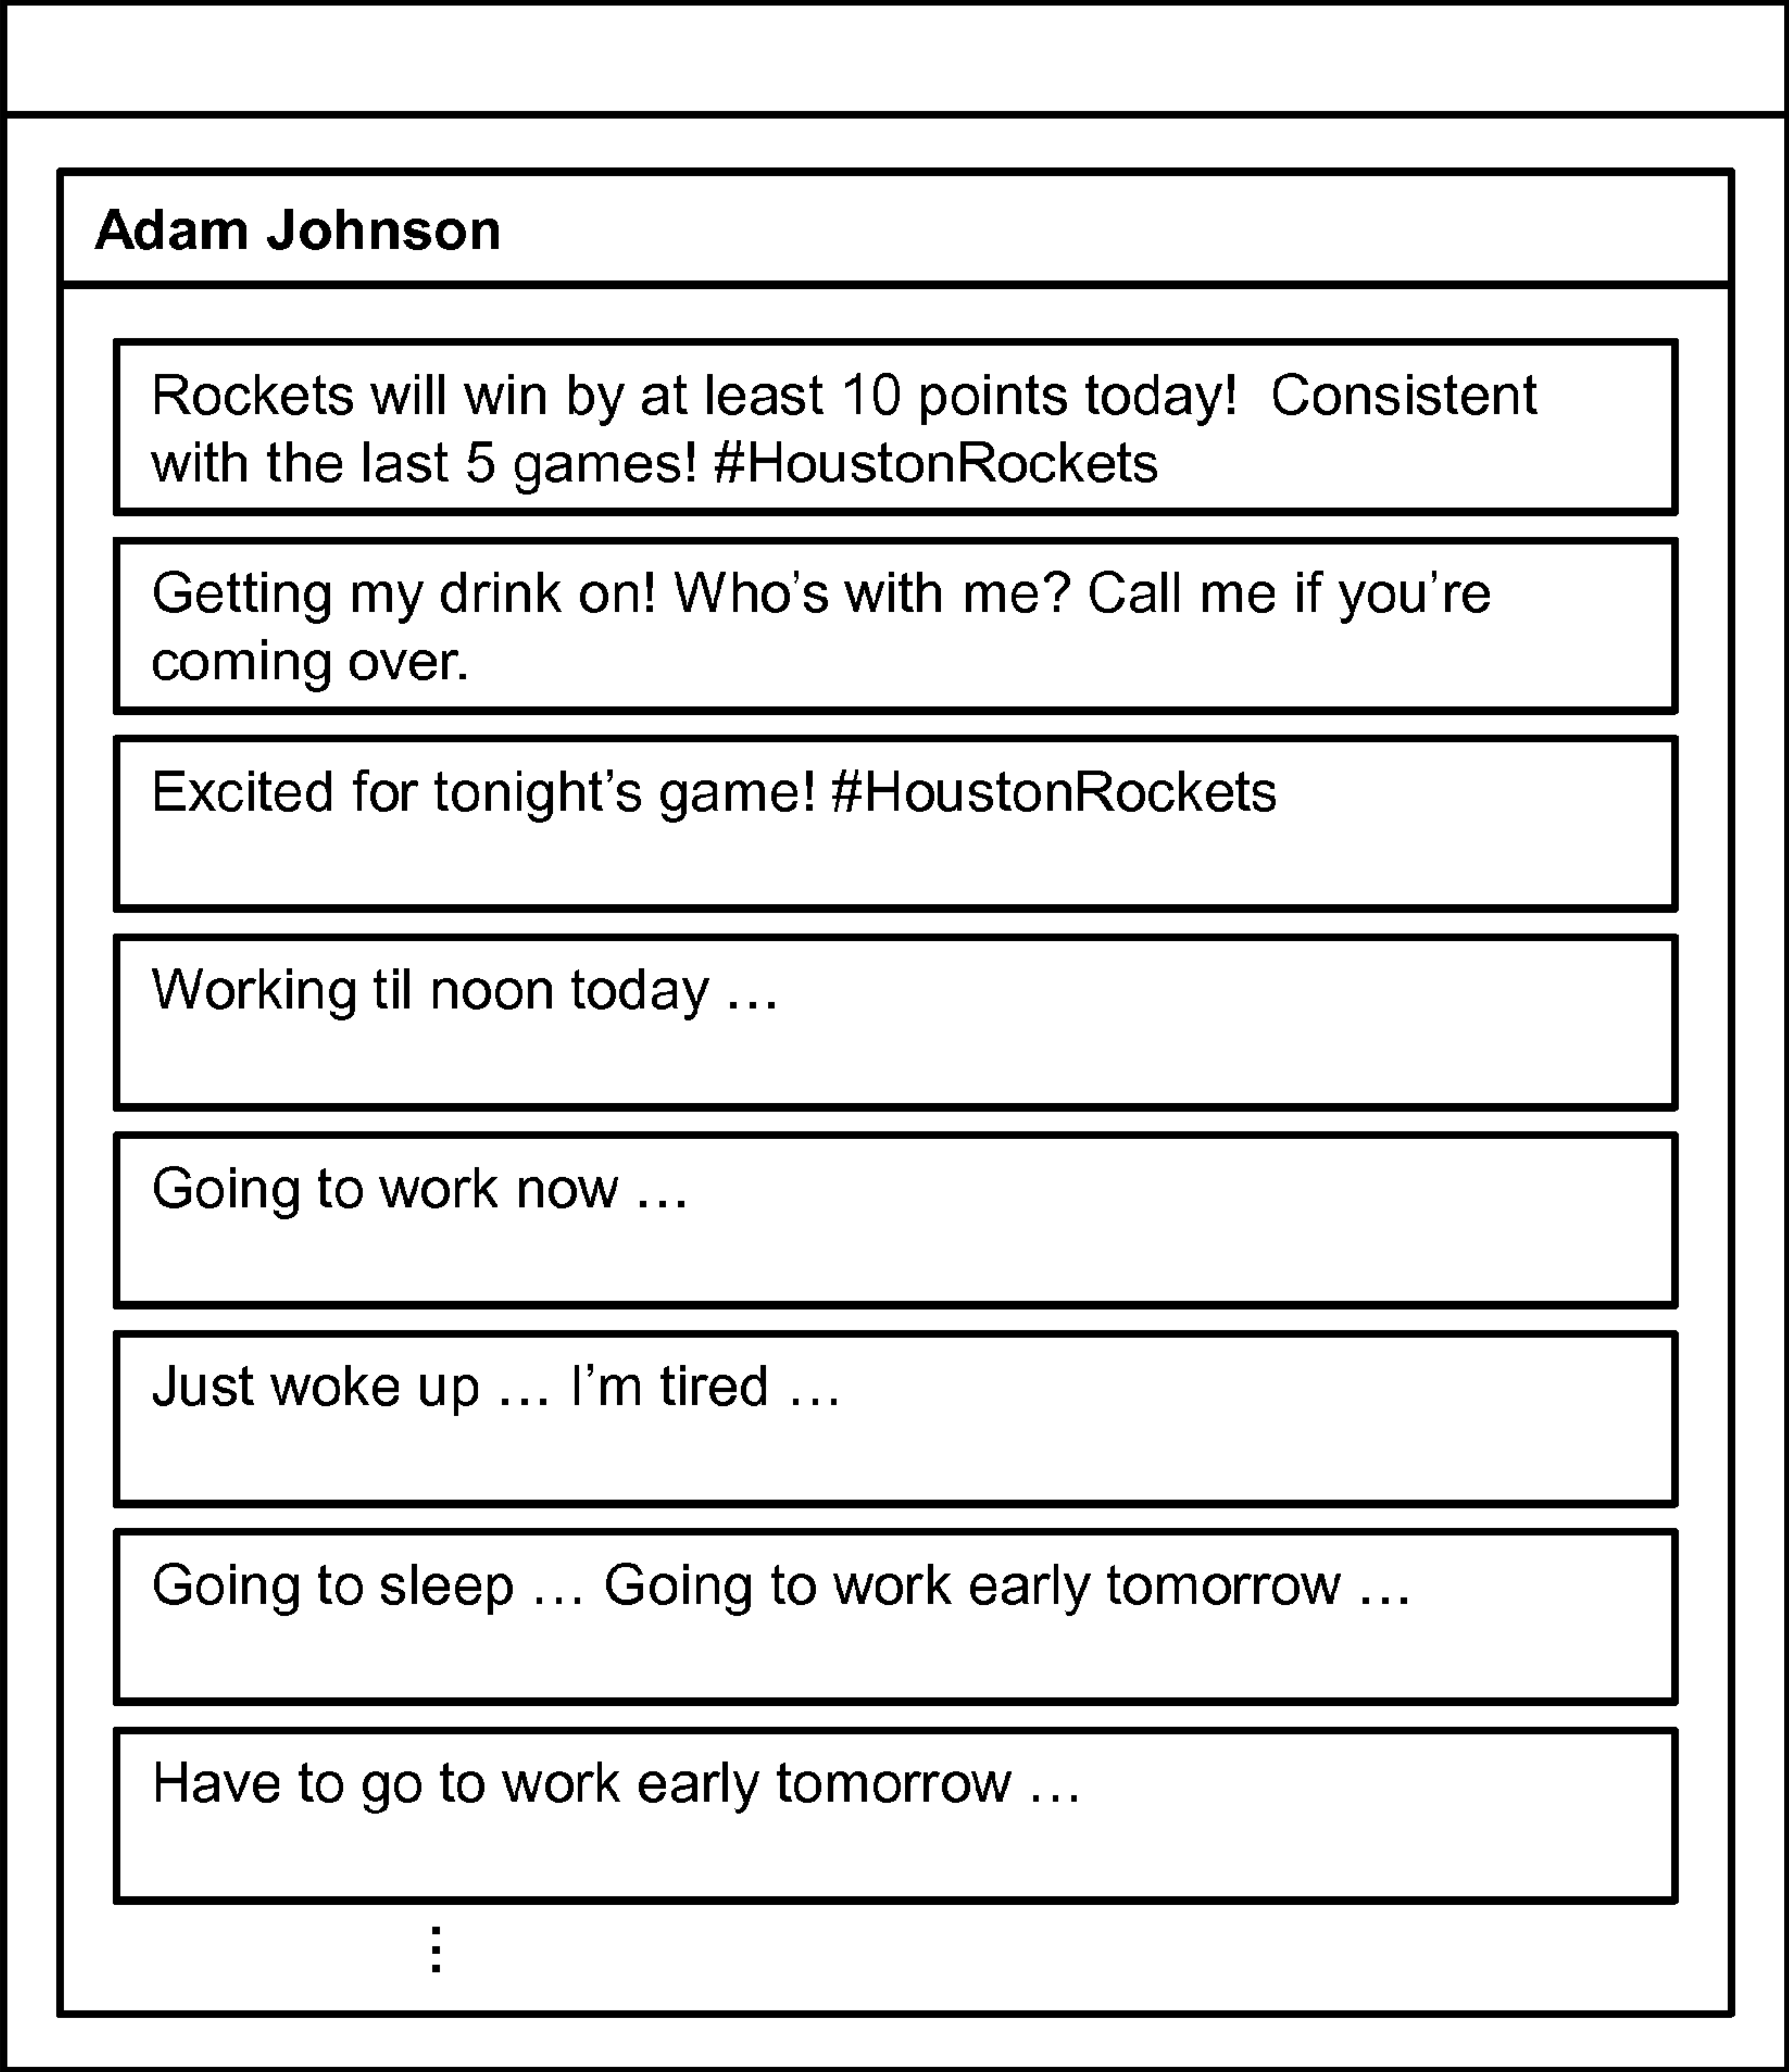 Adam Johnson
Rockets will win by at least 10 points today!  Consistent
with the last 5 games! #HoustonRockets
Getting my drink on! Who’s with me? Call me if you’re
coming over.
Excited for tonight’s game! #HoustonRockets
Working til noon today …
Going to work now …
Just woke up … I’m tired …
Going to sleep … Going to work early tomorrow …
Have to go to work early tomorrow …
⋮